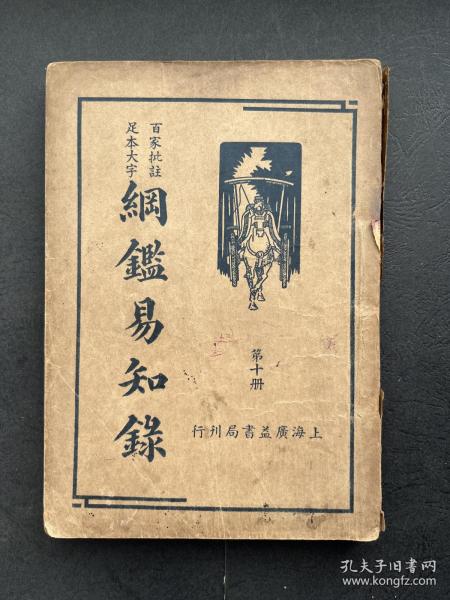 百家批註
足本大字
綱鑑易知錄
第十册
上海廣益書局刊行
孔夫子旧书网
www.kongfz.com